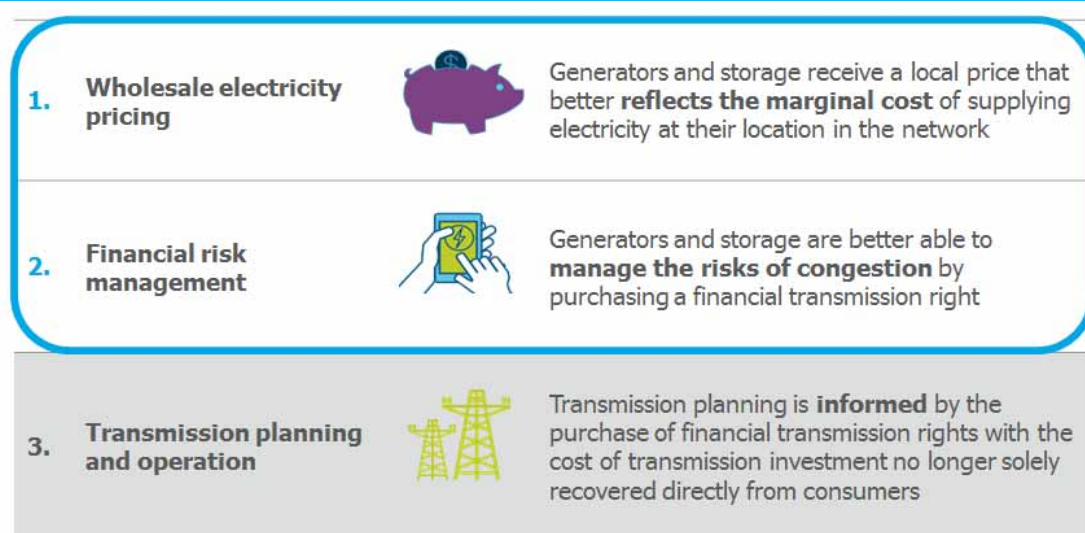 1.
Wholesale electricity
pricing
$
Generators and storage receive a local price that
better reflects the marginal cost of supplying
electricity at their location in the network
2.
Financial risk
management
Generators and storage are better able to
manage the risks of congestion by
purchasing a financial transmission right
3.
Transmission planning
and operation
Transmission planning is informed by the
purchase of financial transmission rights with the
cost of transmission investment no longer solely
recovered directly from consumers